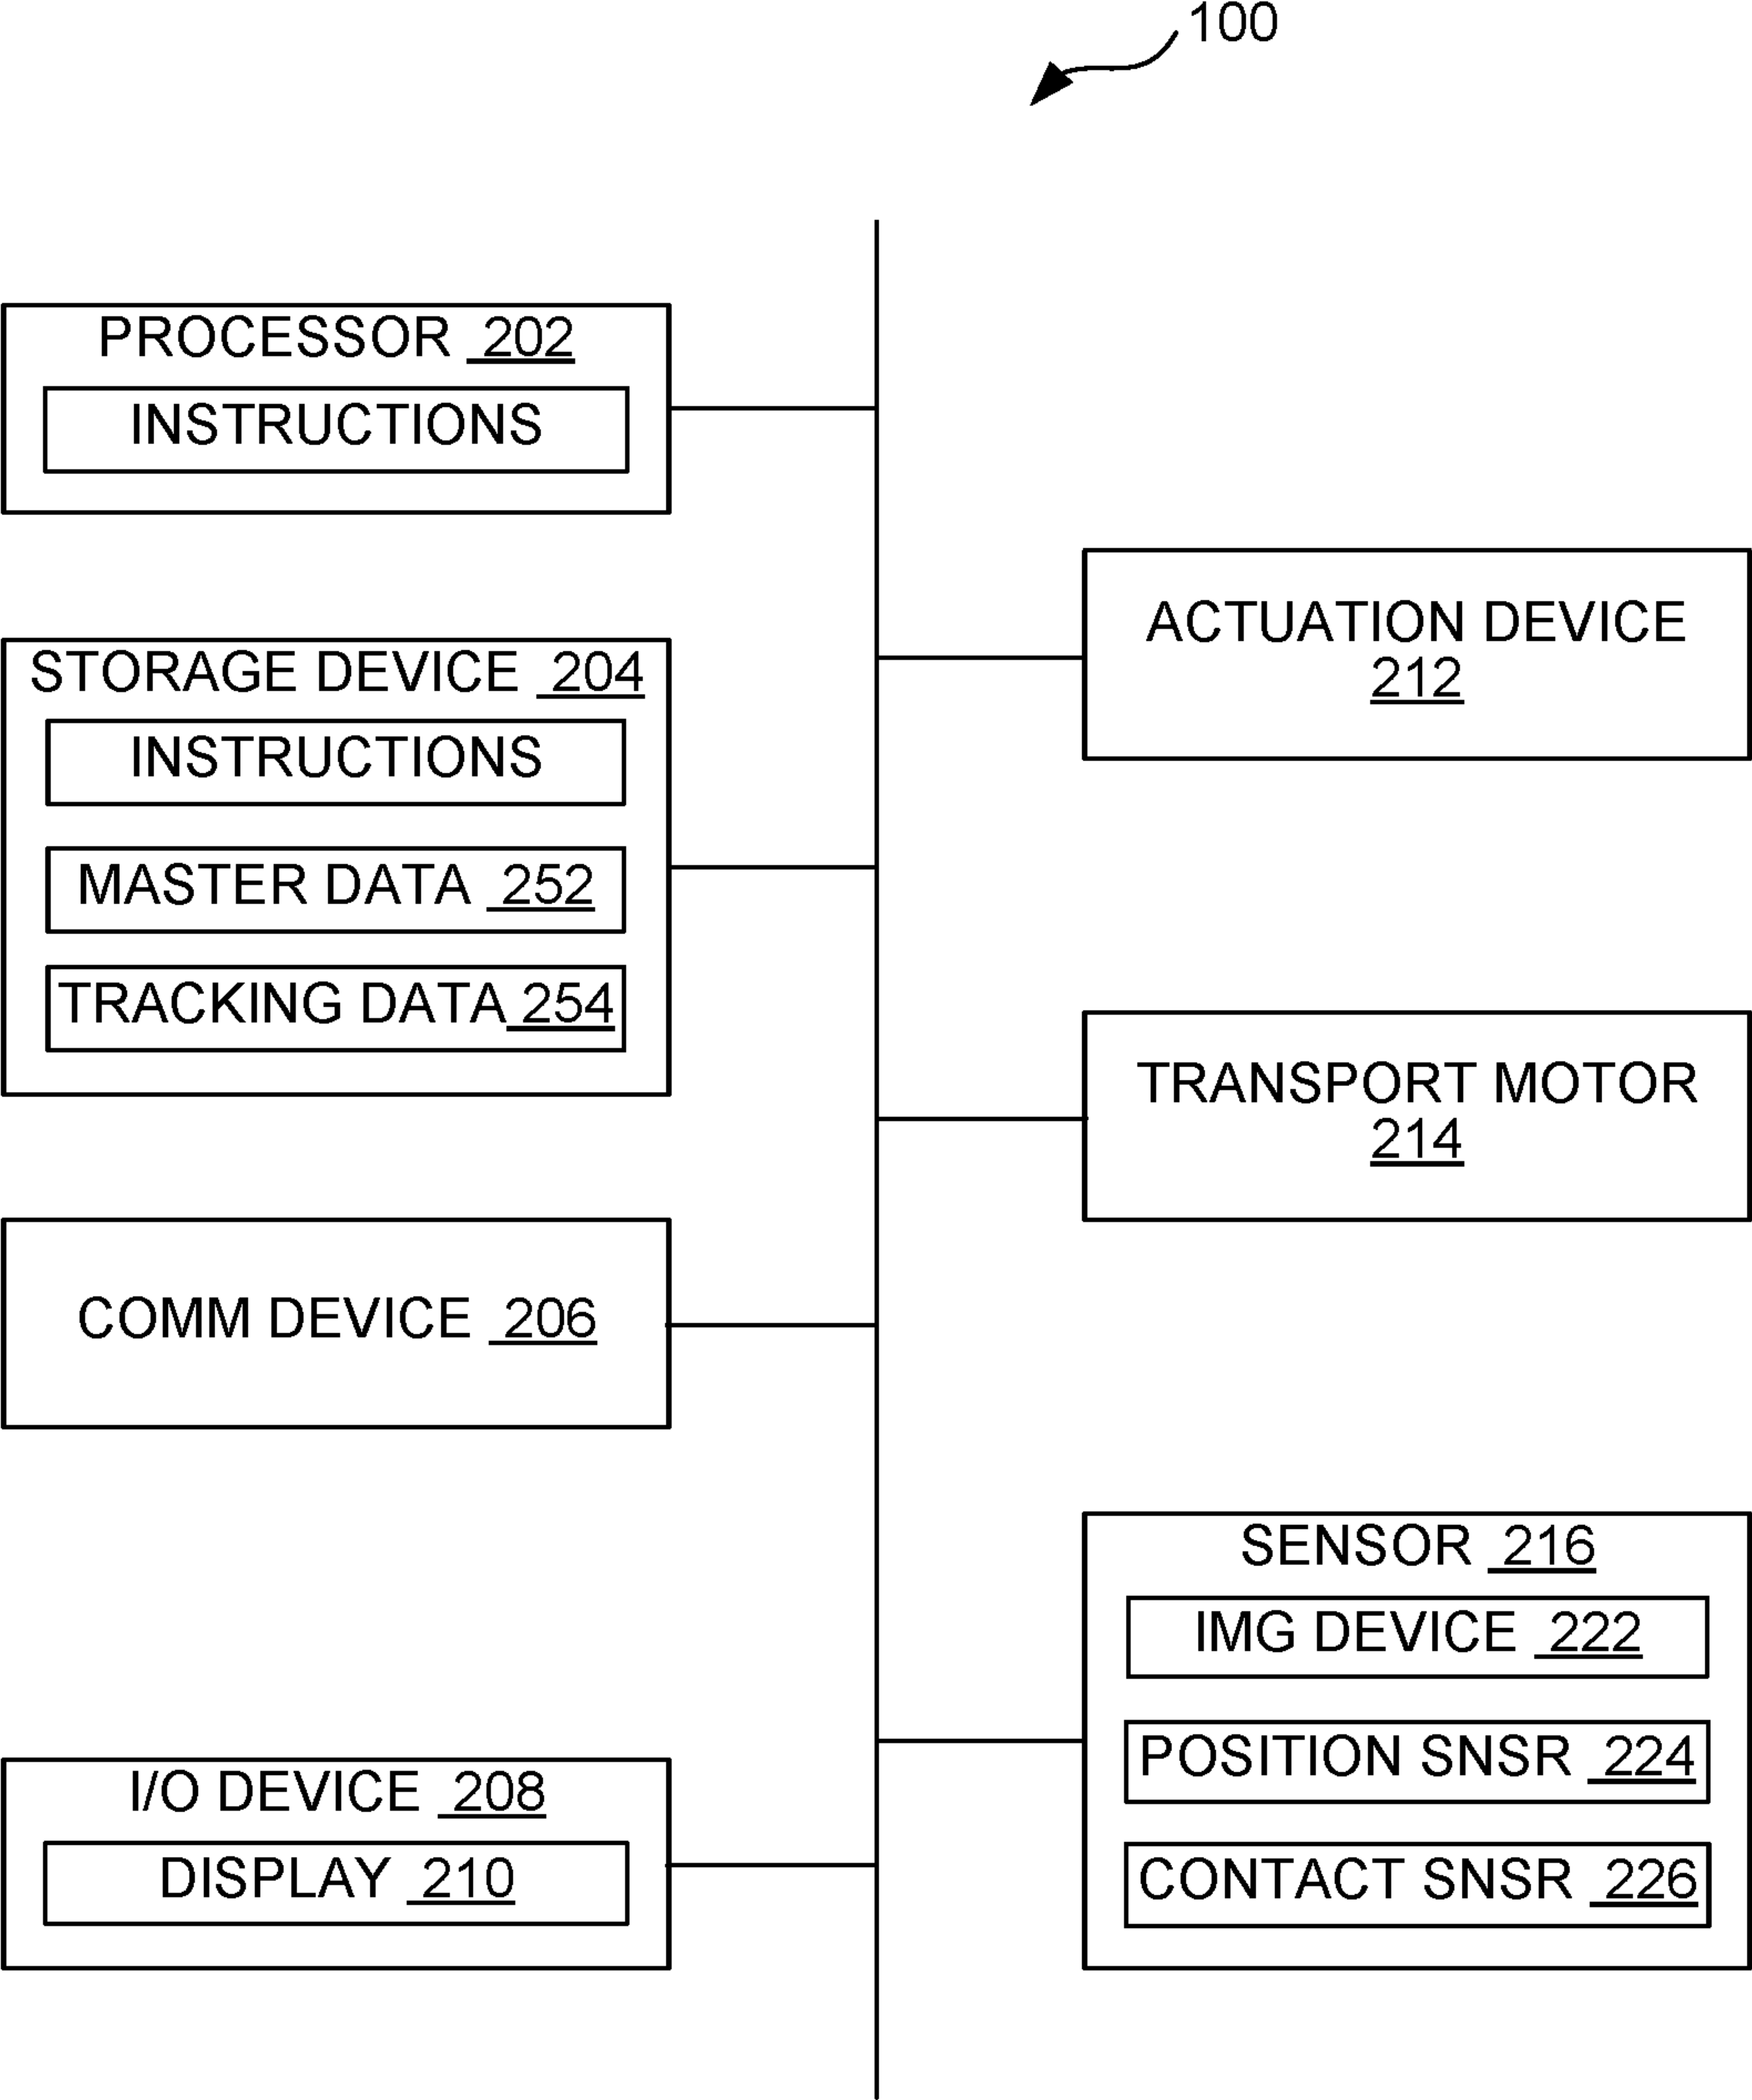 100
PROCESSOR 202
INSTRUCTIONS
STORAGE DEVICE 204
INSTRUCTIONS
MASTER DATA 252
TRACKING DATA 254
COMM DEVICE 206
I/O DEVICE 208
DISPLAY 210
ACTUATION DEVICE
212
TRANSPORT MOTOR
214
SENSOR 216
IMG DEVICE 222
POSITION SNSR 224
CONTACT SNSR 226